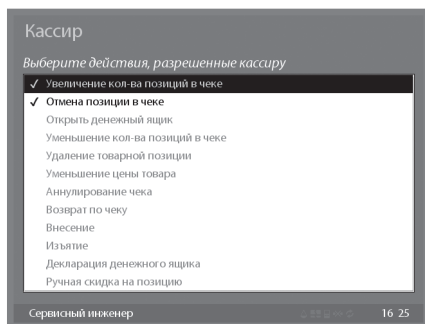 Кассир
Выберите действия, разрешенные кассиру
✓ Увеличение кол-ва позиций в чеке
✓ Отмена позиции в чеке
Открыть денежный ящик
Уменьшение кол-ва позиций в чеке
Удаление товарной позиции
Уменьшение цены товара
Аннулирование чека
Возврат по чеку
Внесение
Изъятие
Декларация денежного ящика
Ручная скидка на позицию
Сервисный инженер 16 25